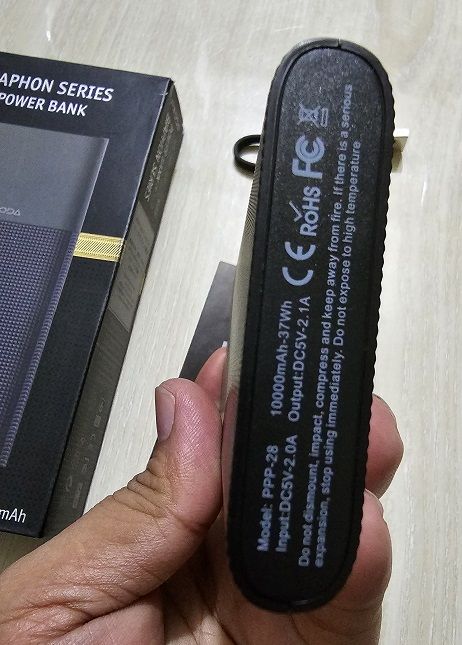 APHON SERIES
POWER BANK
mAh
Model: PPP-28 10000mAh-37Wh
Input:DC5V-2.0A Output:DC5V-2.1A
CE RoHS FC
Do not dismount, impact, compress and keep away from fire. If there is a serious
expansion, stop using immediately. Do not expose to high temperature